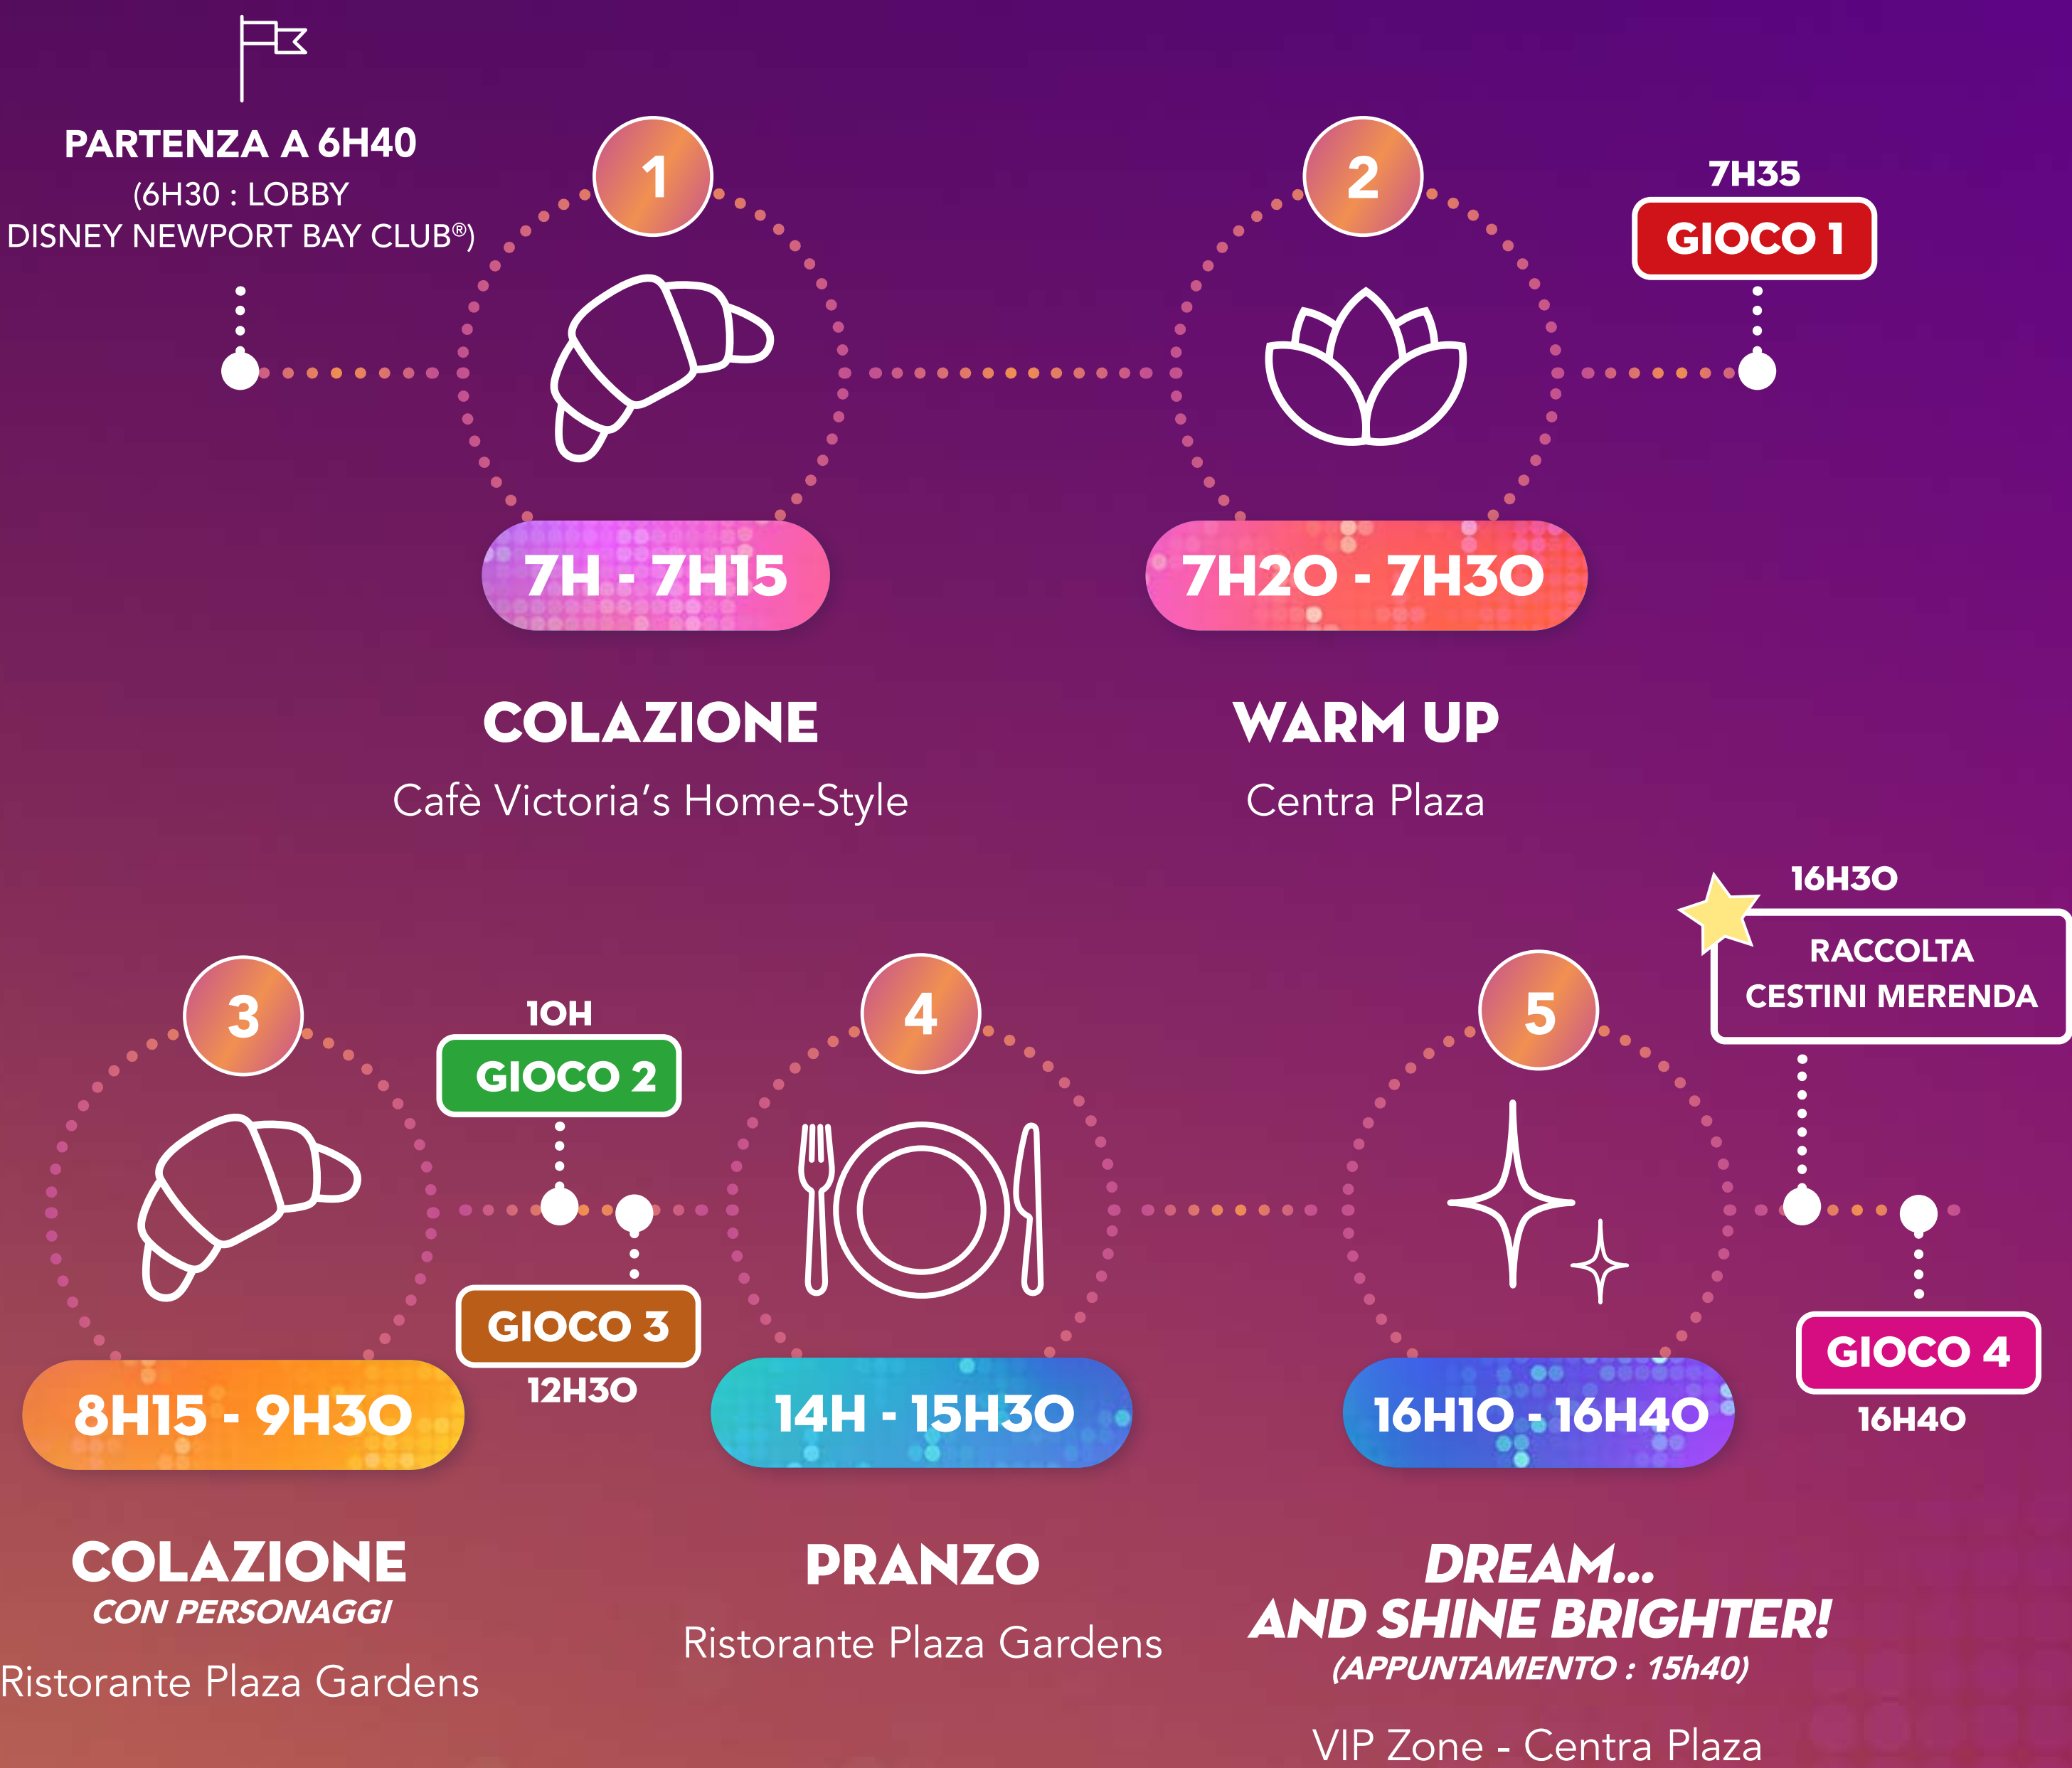 PARTENZA A 6H40
(6H30 : LOBBY
DISNEY NEWPORT BAY CLUB®)
1
7H - 7H15
COLAZIONE
Cafè Victoria's Home-Style
2
7H20 - 7H30
WARM UP
Centra Plaza
7H35
GIOCO 1
3
8H15 - 9H30
COLAZIONE
CON PERSONAGGI
Ristorante Plaza Gardens
10H
GIOCO 2
GIOCO 3
12H30
4
14H - 15H30
PRANZO
Ristorante Plaza Gardens
5
16H10 - 16H40
DREAM...
AND SHINE BRIGHTER!
(APPUNTAMENTO : 15h40)
VIP Zone - Centra Plaza
16H30
RACCOLTA
CESTINI MERENDA
GIOCO 4
16H40